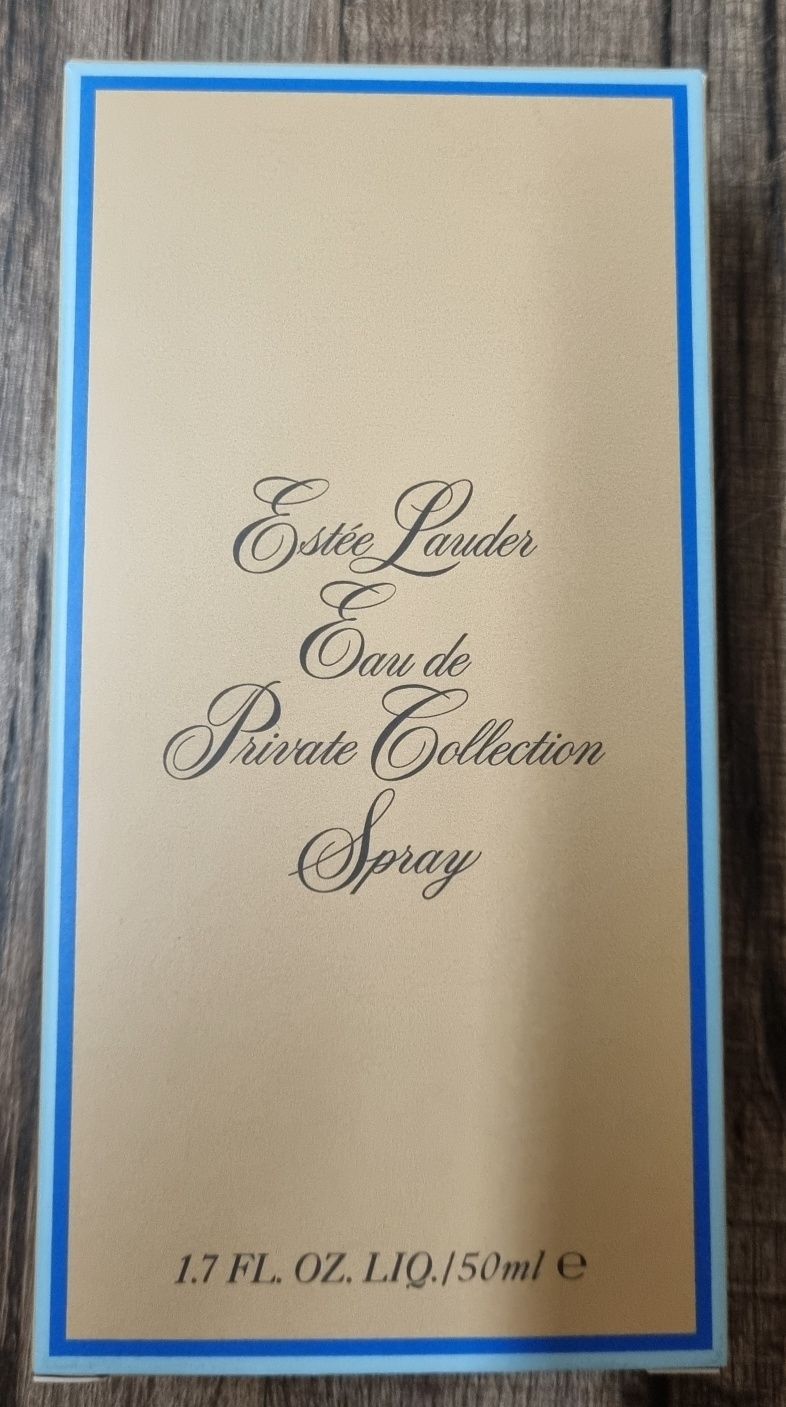 Estée Lauder
Eau de
Private Collection
Spray
1.7 FL. OZ. LIQ./50ml ℮